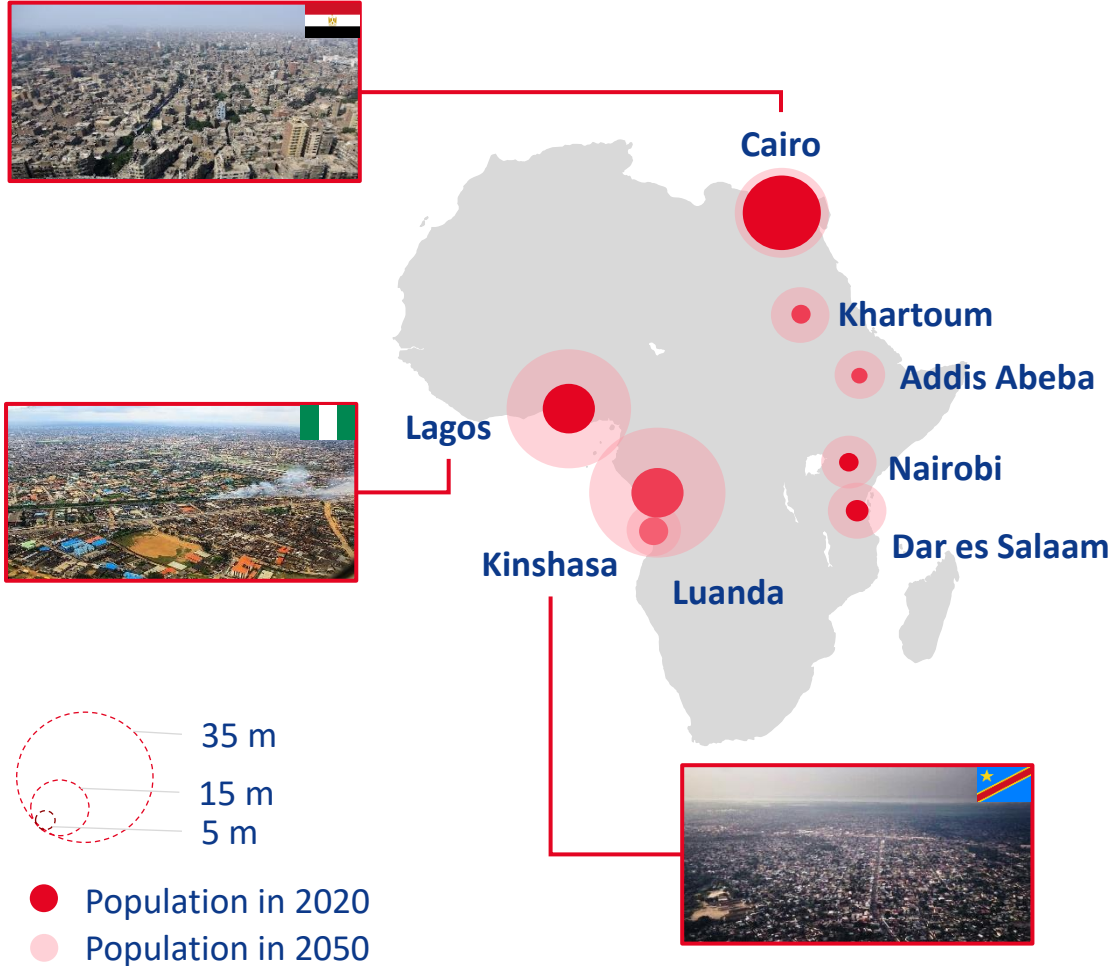 Cairo
Khartoum
Addis Abeba
Lagos
Nairobi
Dar es Salaam
Kinshasa
Luanda
35 m
15 m
5 m
Population in 2020
Population in 2050